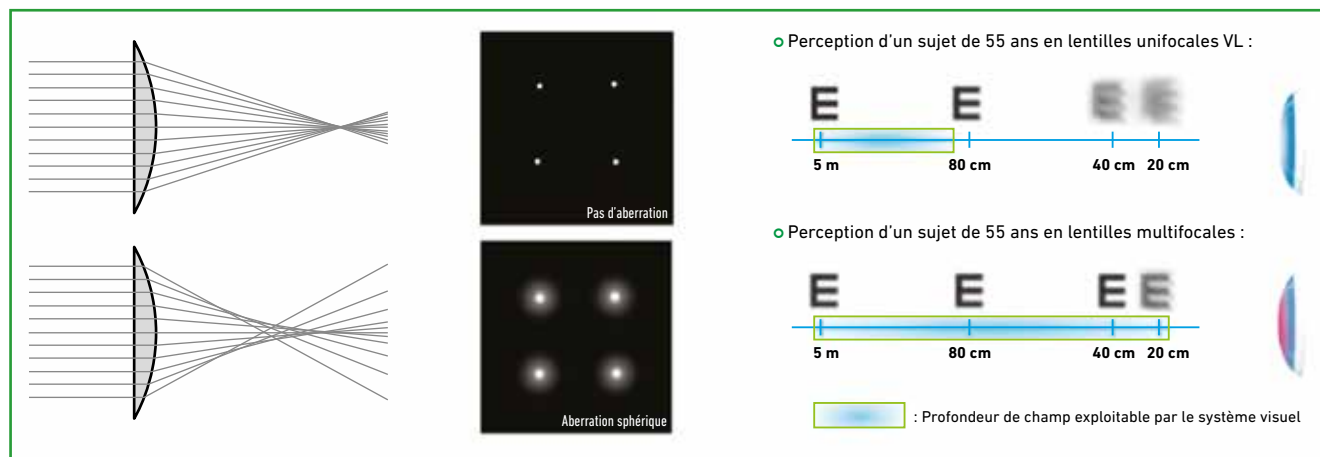 Pas d'aberration
Aberration sphérique
Perception d'un sujet de 55 ans en lentilles unifocales VL :
E E E E
5 m 80 cm 40 cm 20 cm
Perception d'un sujet de 55 ans en lentilles multifocales :
E E E E
5 m 80 cm 40 cm 20 cm
: Profondeur de champ exploitable par le système visuel